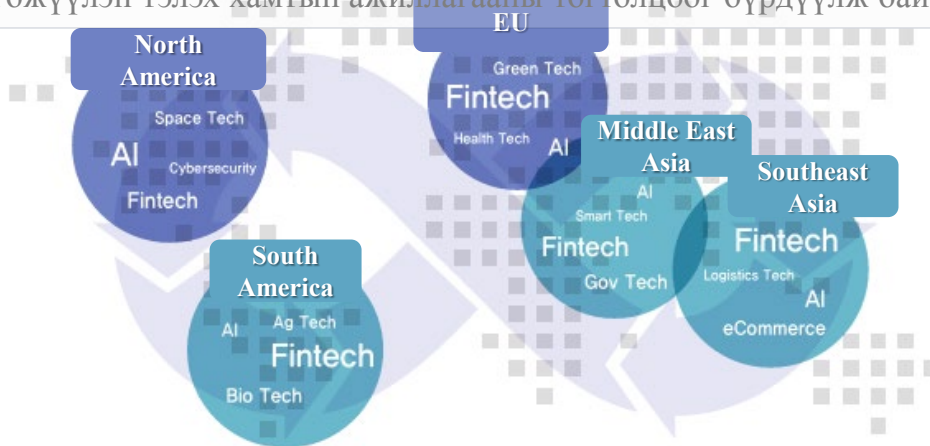 хамтын ажиллагааны
EU
Green Tech
Fintech
Health Tech
AI
North
America
Space Tech
AI
Cybersecurity
Fintech
Middle East
Asia
AI
Smart Tech
Fintech
Gov Tech
Southeast
Asia
Fintech
Logistics Tech
AI
eCommerce
South
America
AI
Ag Tech
Fintech
Bio Tech